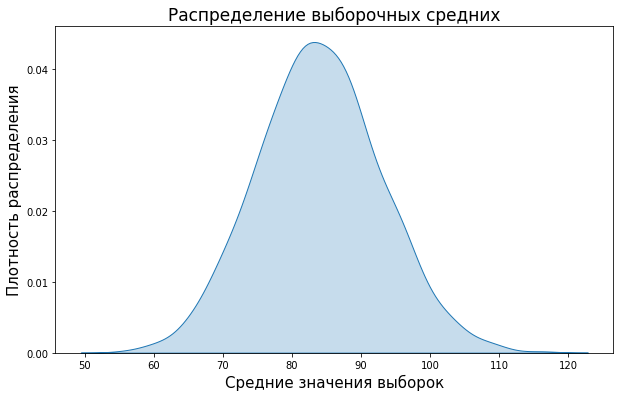 Распределение выборочных средних
Плотность распределения
0.04
0.03
0.02
0.01
0.00
50 60 70 80 90 100 110 120
Средние значения выборок